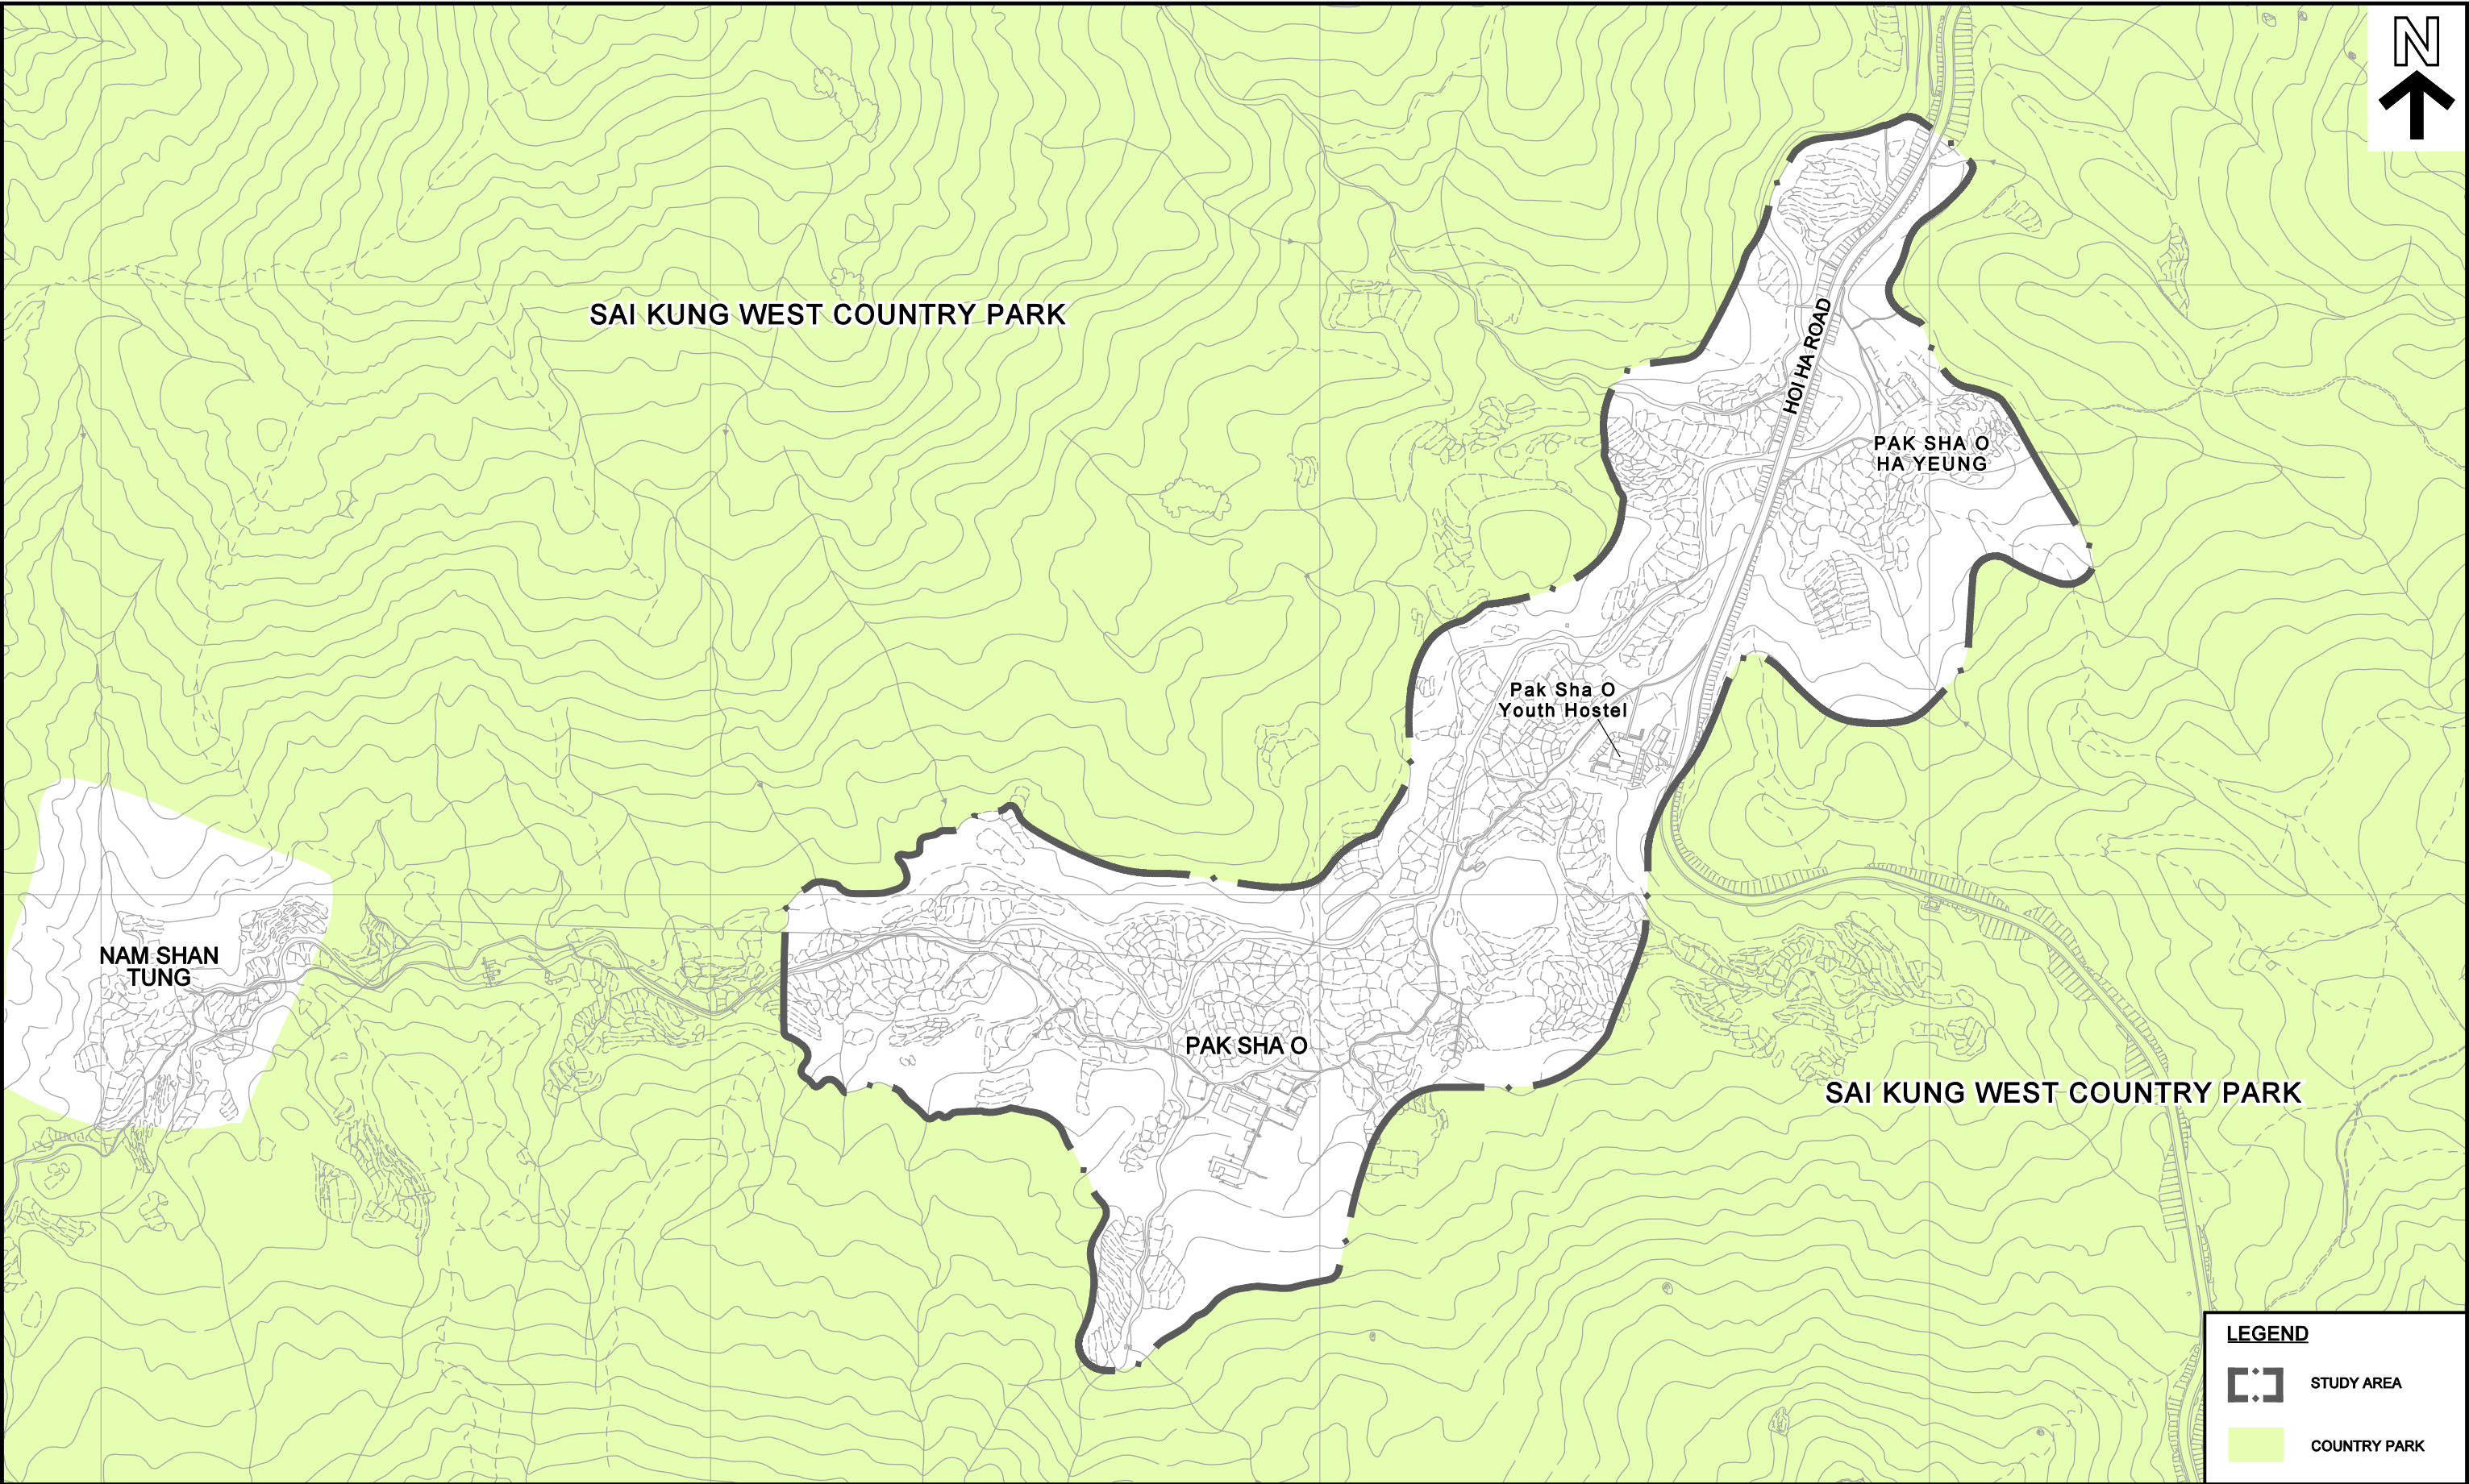 N
SAI KUNG WEST COUNTRY PARK
HOI HA ROAD
PAK SHA O
HA YEUNG
Pak Sha O
Youth Hostel
NAM SHAN
TUNG
PAK SHA O
SAI KUNG WEST COUNTRY PARK
LEGEND
STUDY AREA
COUNTRY PARK